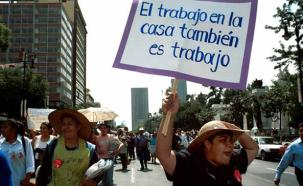 El trabajo en la
casa también
es trabajo